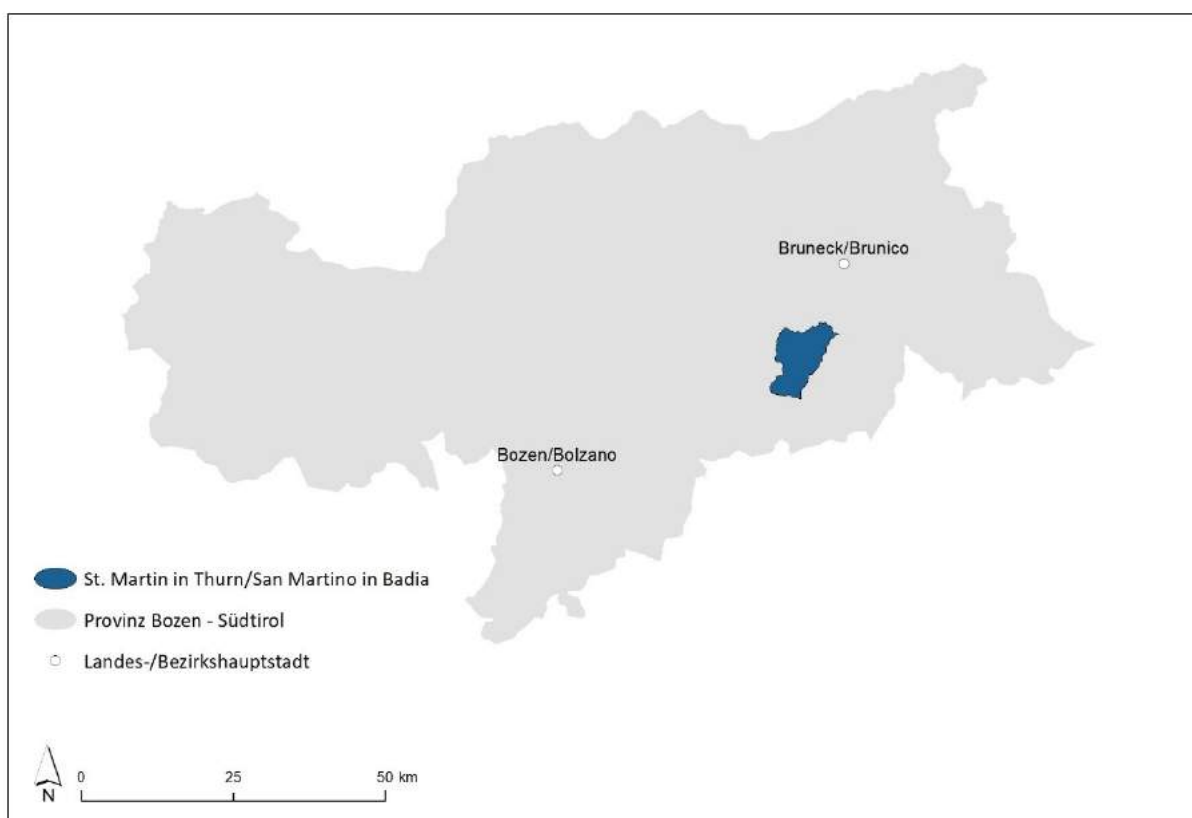 Bruneck/Brunico
Bozen/Bolzano
St. Martin in Thurn/San Martino in Badia
Provinz Bozen - Südtirol
Landes-/Bezirkshauptstadt
N
0 25 50 km